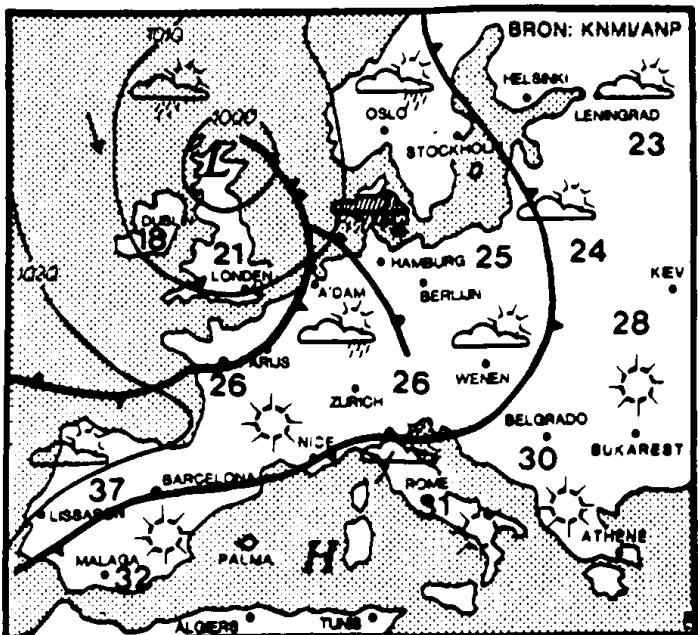 1010
BRON: KNMI/ANP
HELSINKI
OSLO
1000
LENINGRAD
STOCKHOLM
23
L
DUBLIN
18
21
HAMBURG 25
24
1020
LONDEN
A'DAM
BERLIJN
KIEV
28
PARIJS
26
26
WENEN
ZURICH
NICE
BELGRADO
BUKAREST
30
37
BARCELONA
ROME
31
LISSABON
ATHENE
MALAGA
32
PALMA
H
ALGIERS
TUNIS